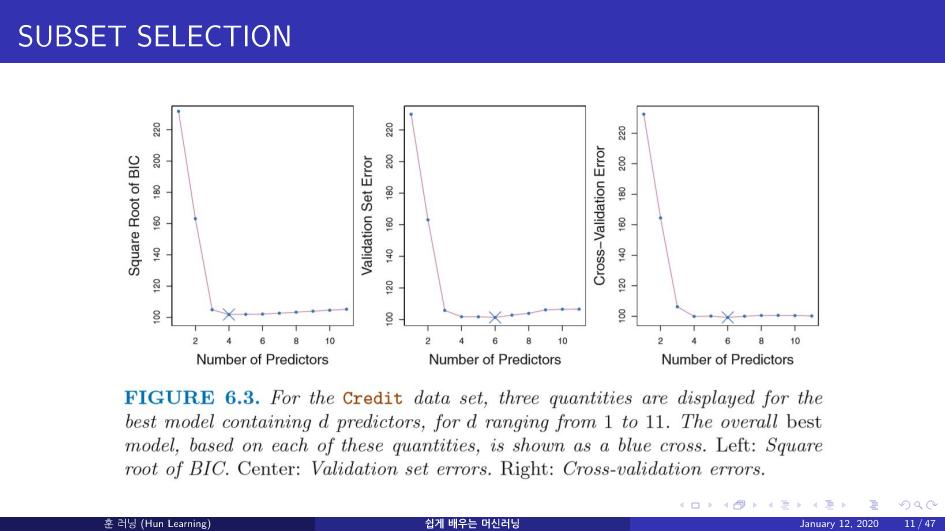 SUBSET SELECTION
Square Root of BIC
100 120 140 160 180 200 220
2 4 6 8 10
Number of Predictors
Validation Set Error
100 120 140 160 180 200 220
2 4 6 8 10
Number of Predictors
Cross−Validation Error
100 120 140 160 180 200 220
2 4 6 8 10
Number of Predictors
FIGURE 6.3. For the Credit data set, three quantities are displayed for the
best model containing d predictors, for d ranging from 1 to 11. The overall best
model, based on each of these quantities, is shown as a blue cross. Left: Square
root of BIC. Center: Validation set errors. Right: Cross-validation errors.
훈 러닝 (Hun Learning) 쉽게 배우는 머신러닝 January 12, 2020 11 / 47